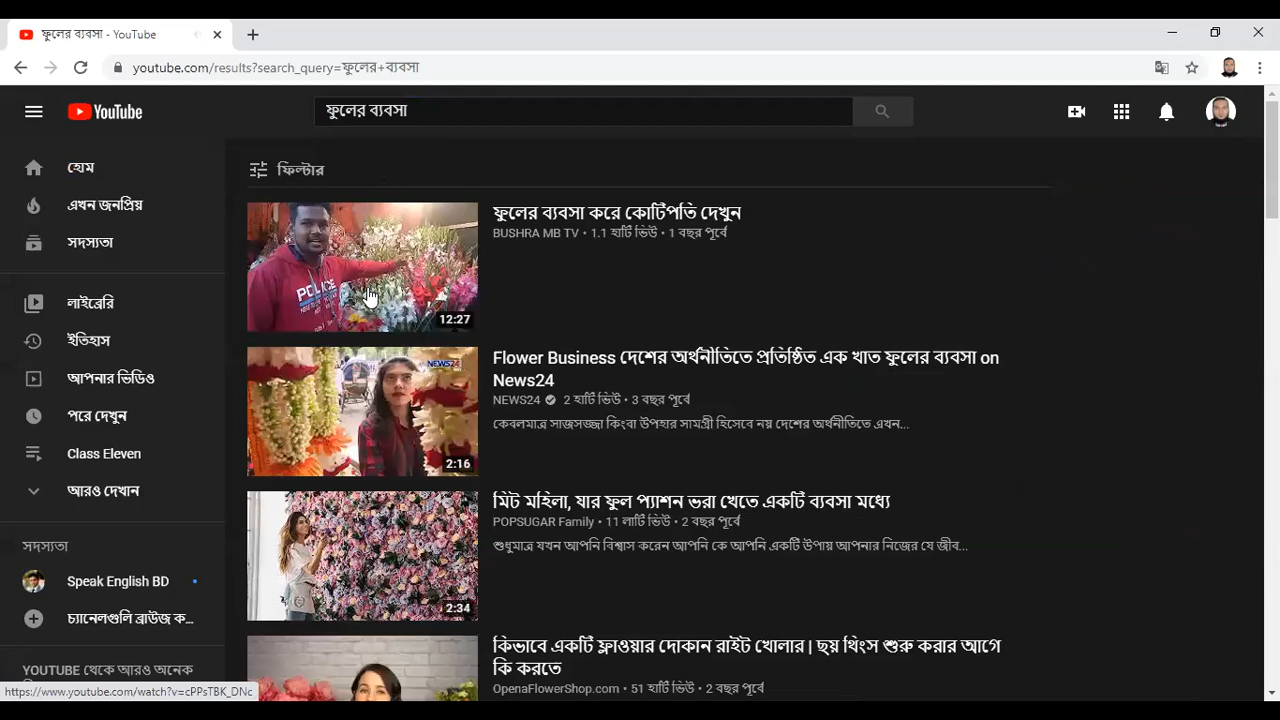 ফুলের ব্যবসা - YouTube
youtube.com/results?search_query=ফুলের+ব্যবসা
YouTube
ফুলের ব্যবসা
হোম
এখন জনপ্রিয়
সদস্যতা
লাইব্রেরি
ইতিহাস
আপনার ভিডিও
পরে দেখুন
Class Eleven
আরও দেখান
সদস্যতা
Speak English BD
চ্যানেলগুলি ব্রাউজ ক...
YOUTUBE থেকে আরও অনেক
https://www.youtube.com/watch?v=cPPsTBK_DNc
ফিল্টার
ফুলের ব্যবসা করে কোটিপতি দেখুন
BUSHRA MB TV • 1.1 হাটি ভিউ • 1 বছর পূর্বে
POLICE
12:27
Flower Business দেশের অর্থনীতিতে প্রতিষ্ঠিত এক খাত ফুলের ব্যবসা on
News24
NEWS24 2 হাটি ভিউ • 3 বছর পূর্বে
কেবলমাত্র সাজসজ্জা কিংবা উপহার সামগ্রী হিসেবে নয় দেশের অর্থনীতিতে এখন...
NEWS24
2:16
মিট মহিলা, যার ফুল প্যাশন ভরা খেতে একটি ব্যবসা মধ্যে
POPSUGAR Family • 11 লাটি ভিউ • 2 বছর পূর্বে
শুধুমাত্র যখন আপনি বিশ্বাস করেন আপনি কে আপনি একটি উপায় আপনার নিজের যে জীব...
2:34
কিভাবে একটি ফ্লাওয়ার দোকান রাইট খোলার | ছয় থিংস শুরু করার আগে
কি করতে
OpenaFlowerShop.com • 51 হাটি ভিউ • 2 বছর পূর্বে